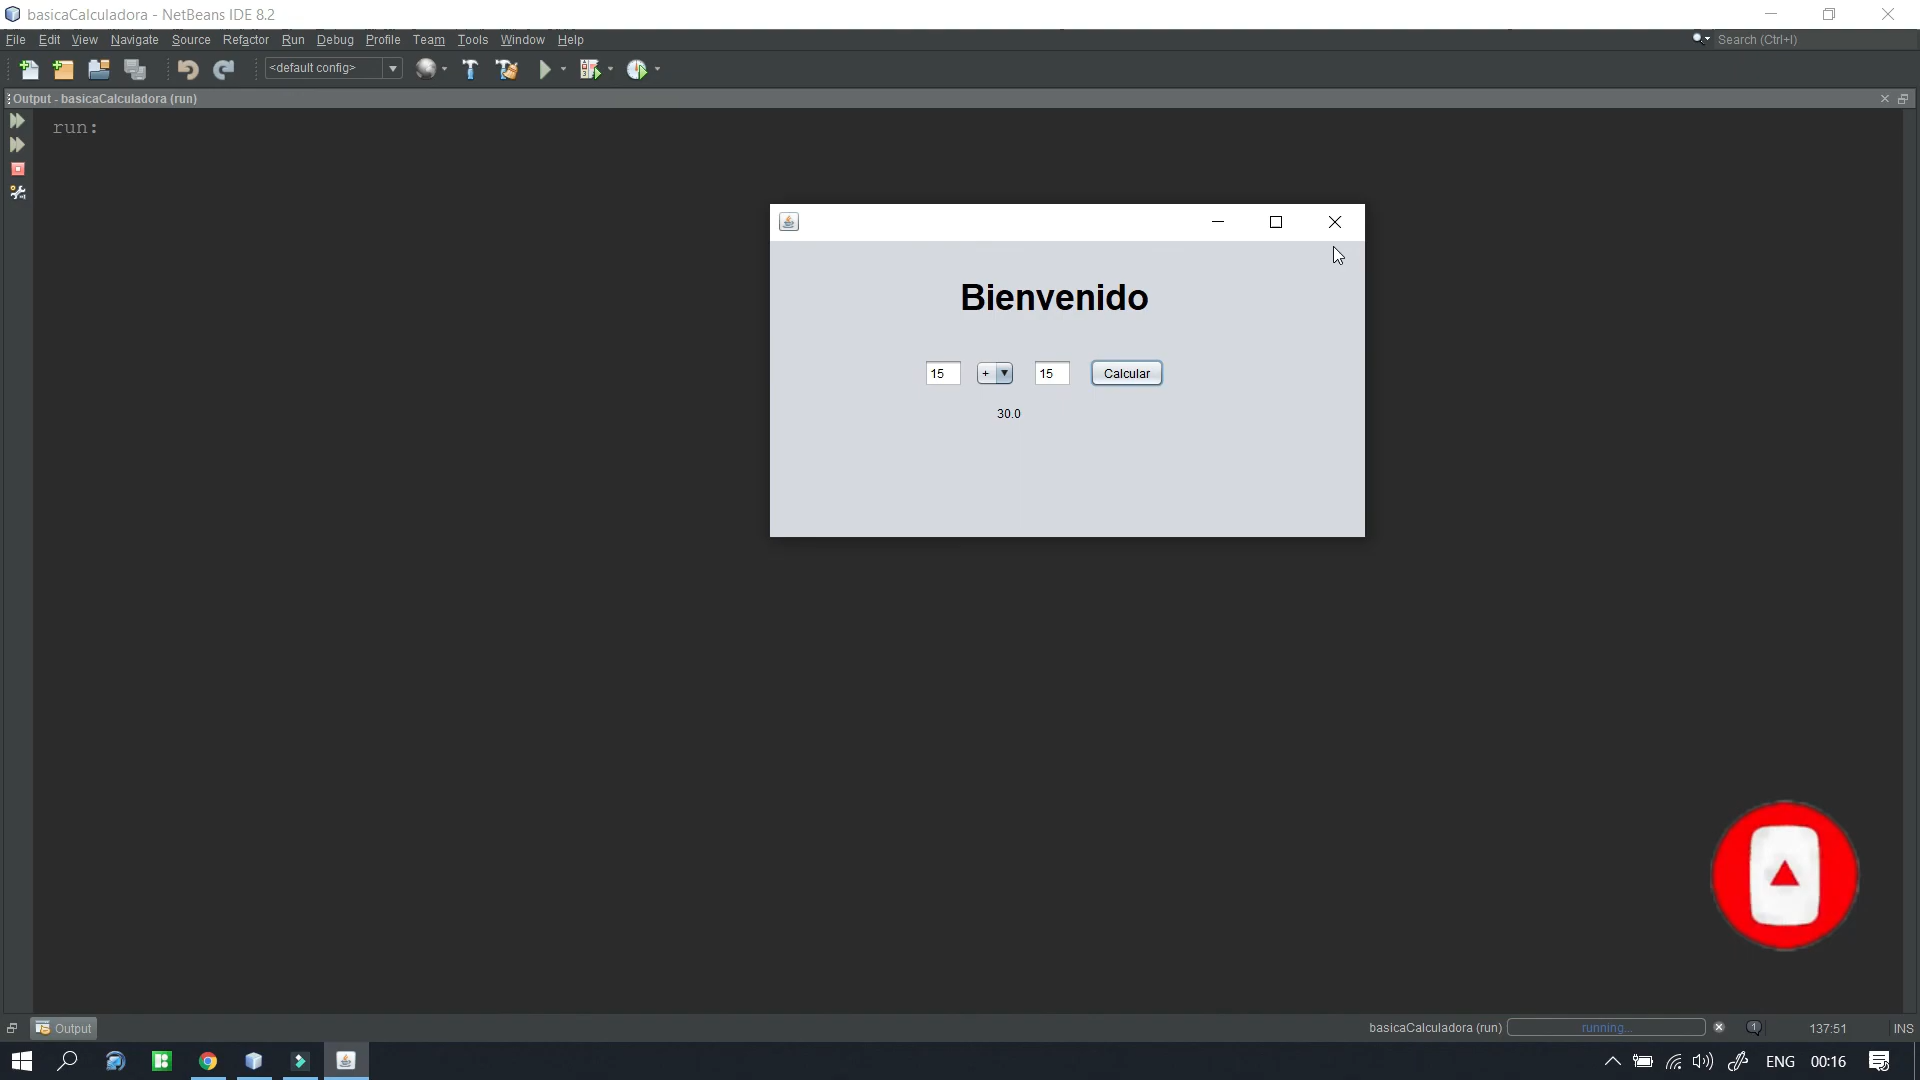 basicaCalculadora - NetBeans IDE 8.2
File Edit View Navigate Source Refactor Run Debug Profile Team Tools Window Help
Search (Ctrl+I)
<default config>
Output - basicaCalculadora (run)
run:
Bienvenido
15 + 15 Calcular
30.0
Output
basicaCalculadora (run) running... 1 137:51 INS
ENG 00:16